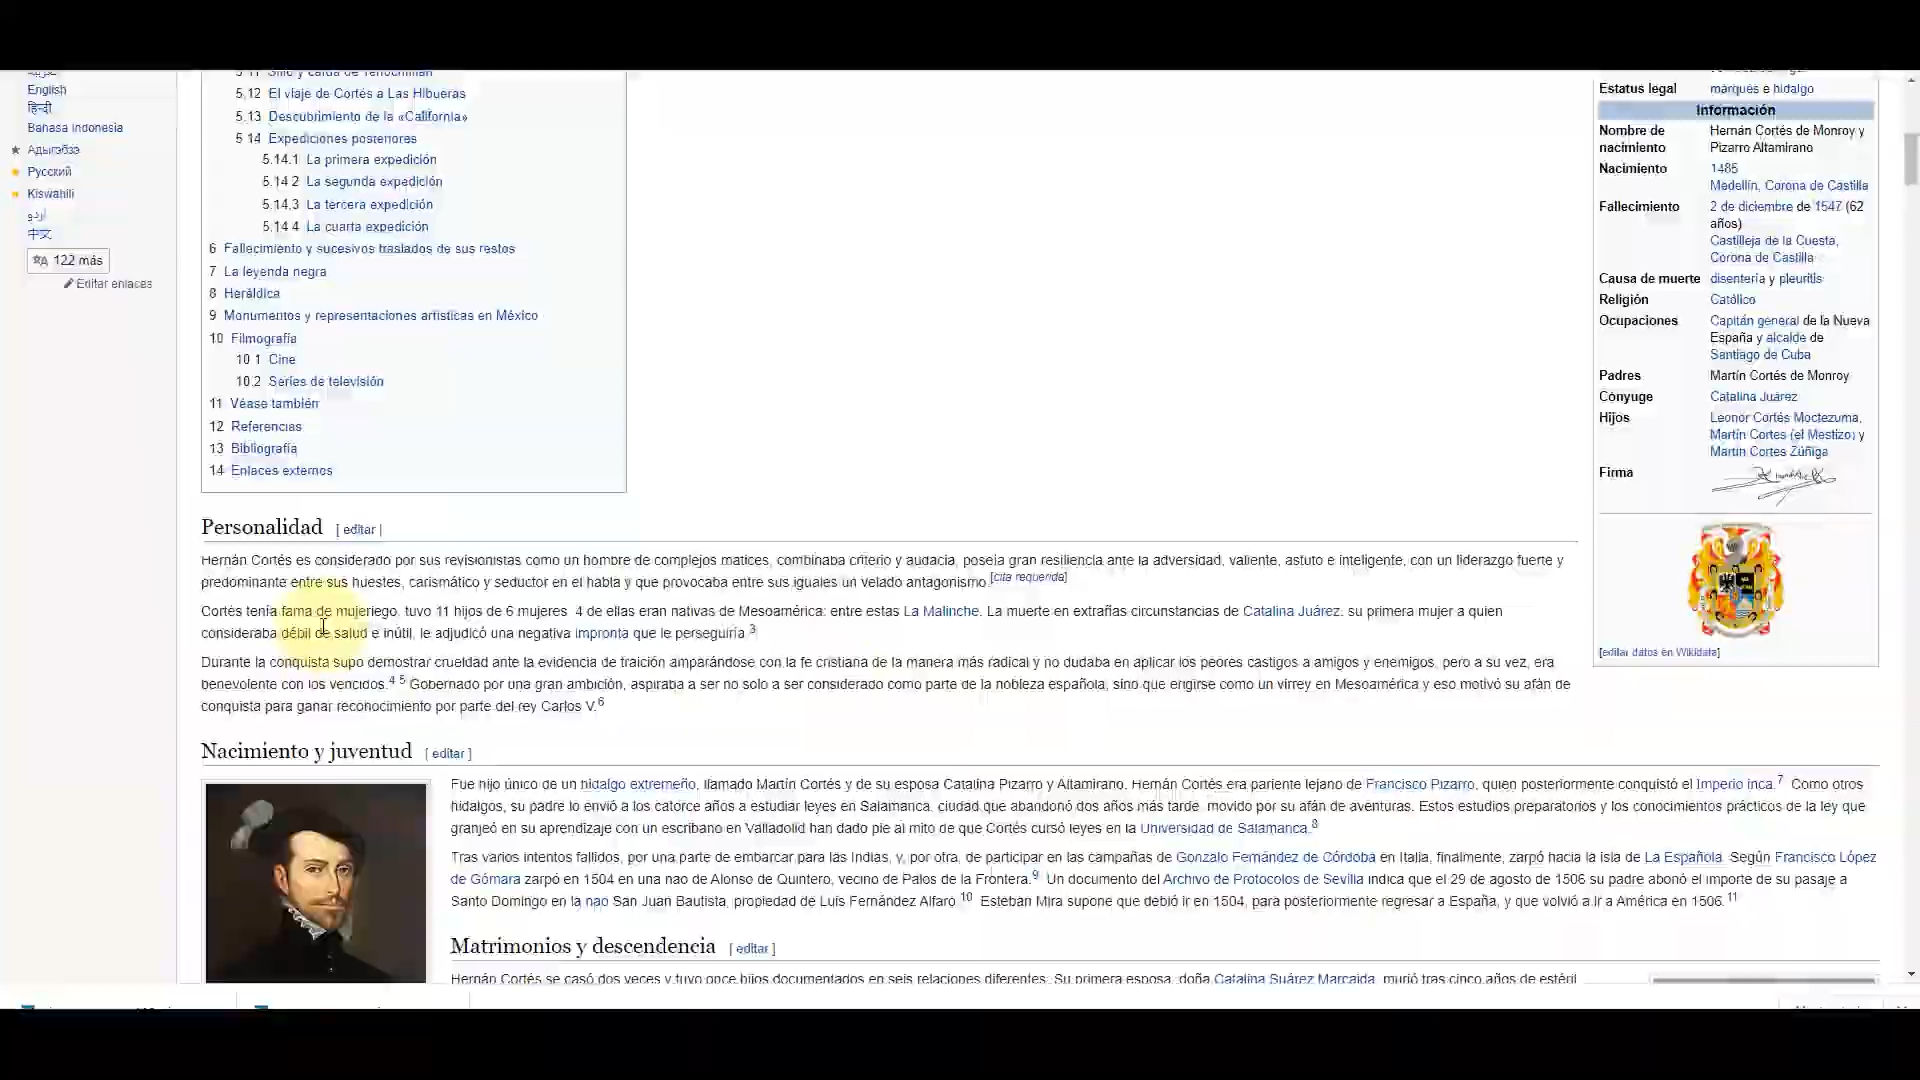 English
हिन्दी
Bahasa Indonesia
Адыгэбзэ
Русский
Kiswahili
اردو
中文
122 más
Editar enlaces
5.12 El viaje de Cortés a Las Hibueras
5.13 Descubrimiento de la «California»
5.14 Expediciones posteriores
5.14.1 La primera expedición
5.14.2 La segunda expedición
5.14.3 La tercera expedición
5.14.4 La cuarta expedición
6 Fallecimiento y sucesivos traslados de sus restos
7 La leyenda negra
8 Heráldica
9 Monumentos y representaciones artísticas en México
10 Filmografía
10.1 Cine
10.2 Series de televisión
11 Véase también
12 Referencias
13 Bibliografía
14 Enlaces externos
Estatus legal marqués e hidalgo
Información
Nombre de nacimiento Hernán Cortés de Monroy y
Pizarro Altamirano
Nacimiento 1485
Medellín, Corona de Castilla
Fallecimiento 2 de diciembre de 1547 (62
años)
Castilleja de la Cuesta,
Corona de Castilla
Causa de muerte disentería y pleuritis
Religión Católico
Ocupaciones Capitán general de la Nueva
España y alcalde de
Santiago de Cuba
Padres Martín Cortés de Monroy
Cónyuge Catalina Juárez
Hijos Leonor Cortés Moctezuma,
Martín Cortés (el Mestizo) y
Martín Cortés Zúñiga
Firma
[editar datos en Wikidata]
Personalidad [ editar ]
Hernán Cortés es considerado por sus revisionistas como un hombre de complejos matices, combinaba criterio y audacia, poseía gran resiliencia ante la adversidad, valiente, astuto e inteligente, con un liderazgo fuerte y
predominante entre sus huestes, carismático y seductor en el habla y que provocaba entre sus iguales un velado antagonismo.[cita requerida]
Cortés tenía fama de mujeriego, tuvo 11 hijos de 6 mujeres. 4 de ellas eran nativas de Mesoamérica: entre estas La Malinche. La muerte en extrañas circunstancias de Catalina Juárez, su primera mujer a quien
consideraba débil de salud e inútil, le adjudicó una negativa impronta que le perseguiría.3
Durante la conquista supo demostrar crueldad ante la evidencia de traición amparándose con la fe cristiana de la manera más radical y no dudaba en aplicar los peores castigos a amigos y enemigos, pero a su vez, era
benevolente con los vencidos.4 5 Gobernado por una gran ambición, aspiraba a ser no solo a ser considerado como parte de la nobleza española, sino que erigirse como un virrey en Mesoamérica y eso motivó su afán de
conquista para ganar reconocimiento por parte del rey Carlos V.6
Nacimiento y juventud [ editar ]
Fue hijo único de un hidalgo extremeño, llamado Martín Cortés y de su esposa Catalina Pizarro y Altamirano. Hernán Cortés era pariente lejano de Francisco Pizarro, quien posteriormente conquistó el Imperio inca.7 Como otros
hidalgos, su padre lo envió a los catorce años a estudiar leyes en Salamanca, ciudad que abandonó dos años más tarde, movido por su afán de aventuras. Estos estudios preparatorios y los conocimientos prácticos de la ley que
granjeó en su aprendizaje con un escribano en Valladolid han dado pie al mito de que Cortés cursó leyes en la Universidad de Salamanca.8
Tras varios intentos fallidos, por una parte de embarcar para las Indias, y, por otra, de participar en las campañas de Gonzalo Fernández de Córdoba en Italia, finalmente, zarpó hacia la isla de La Española. Según Francisco López
de Gómara zarpó en 1504 en una nao de Alonso de Quintero, vecino de Palos de la Frontera.9 Un documento del Archivo de Protocolos de Sevilla indica que el 29 de agosto de 1506 su padre abonó el importe de su pasaje a
Santo Domingo en la nao San Juan Bautista, propiedad de Luis Fernández Alfaro.10 Esteban Mira supone que debió ir en 1504, para posteriormente regresar a España, y que volvió a ir a América en 1506.11
Matrimonios y descendencia [ editar ]
Hernán Cortés se casó dos veces y tuvo once hijos documentados en seis relaciones diferentes. Su primera esposa, doña Catalina Suárez Marcaida, murió tras cinco años de estéril